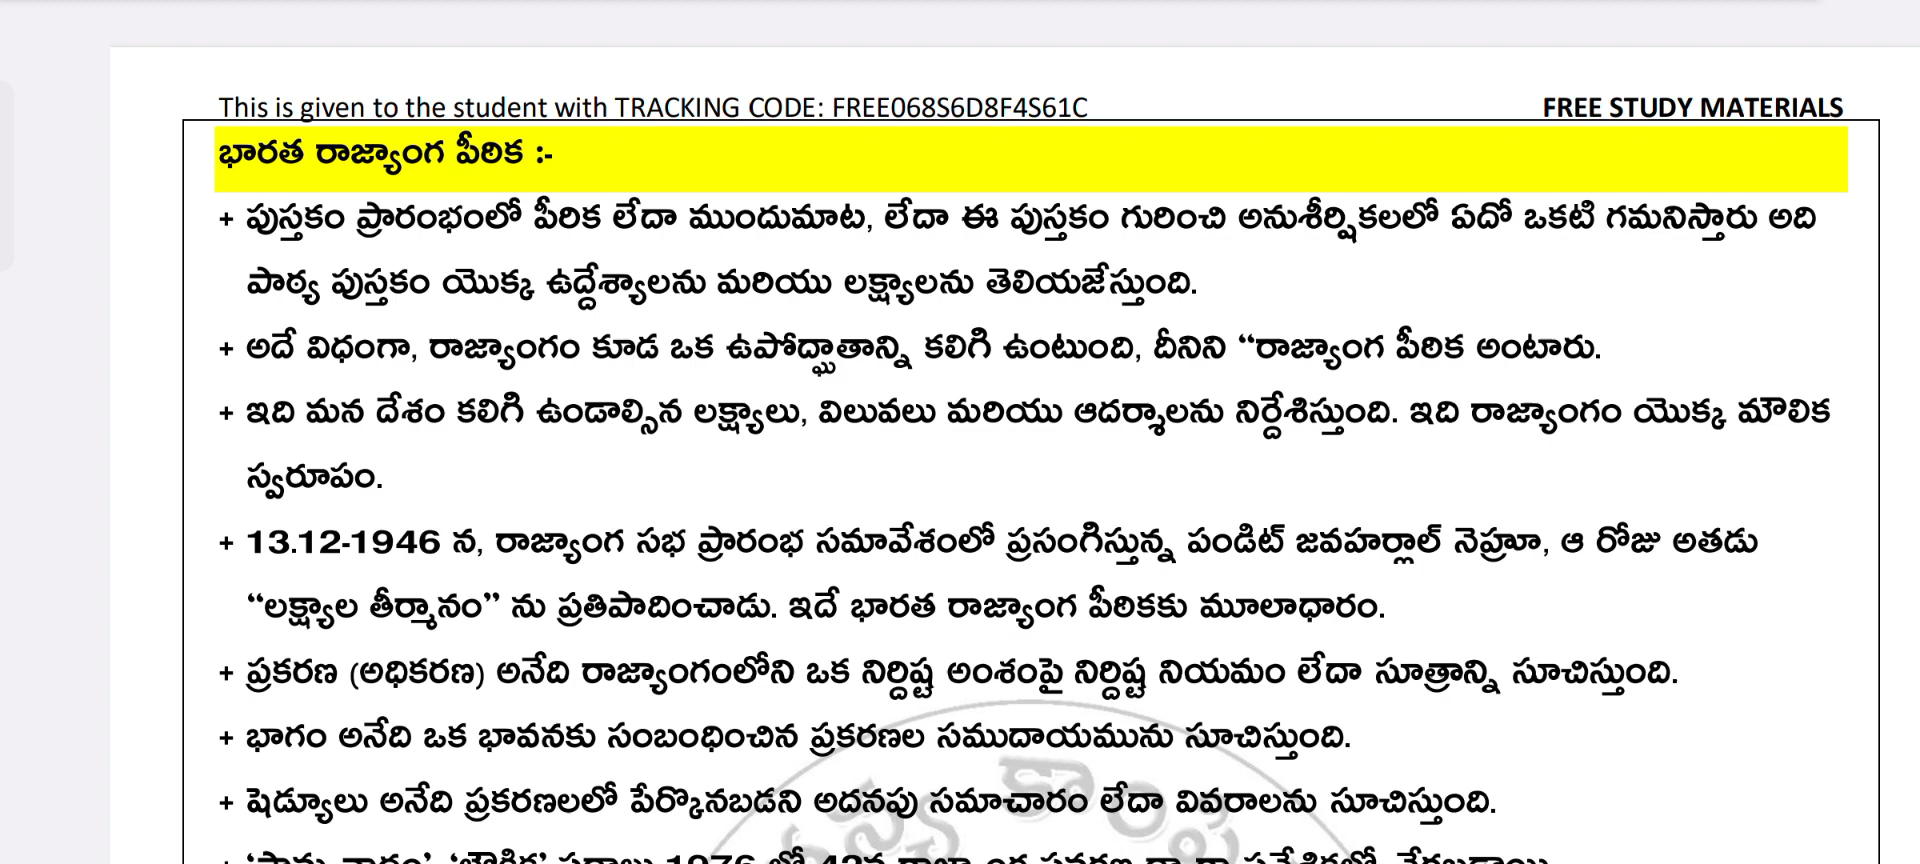 This is given to the student with TRACKING CODE: FREE068S6D8F4S61C FREE STUDY MATERIALS
భారత రాజ్యాంగ పీఠిక :-
+ పుస్తకం ప్రారంభంలో పీఠిక లేదా ముందుమాట, లేదా ఈ పుస్తకం గురించి అనుశీర్షికలలో ఏదో ఒకటి గమనిస్తారు అది
పాఠ్య పుస్తకం యొక్క ఉద్దేశ్యాలను మరియు లక్ష్యాలను తెలియజేస్తుంది.
+ అదే విధంగా, రాజ్యాంగం కూడ ఒక ఉపోద్ఘాతాన్ని కలిగి ఉంటుంది, దీనిని “రాజ్యాంగ పీఠిక అంటారు.
+ ఇది మన దేశం కలిగి ఉండాల్సిన లక్ష్యాలు, విలువలు మరియు ఆదర్శాలను నిర్దేశిస్తుంది. ఇది రాజ్యాంగం యొక్క మౌలిక
స్వరూపం.
+ 13.12-1946 న, రాజ్యాంగ సభ ప్రారంభ సమావేశంలో ప్రసంగిస్తున్న పండిట్ జవహర్లాల్ నెహ్రూ, ఆ రోజు అతడు
“లక్ష్యాల తీర్మానం” ను ప్రతిపాదించాడు. ఇదే భారత రాజ్యాంగ పీఠికకు మూలాధారం.
+ ప్రకరణ (అధికరణ) అనేది రాజ్యాంగంలోని ఒక నిర్దిష్ట అంశంపై నిర్దిష్ట నియమం లేదా సూత్రాన్ని సూచిస్తుంది.
+ భాగం అనేది ఒక భావనకు సంబంధించిన ప్రకరణల సముదాయమును సూచిస్తుంది.
+ షెడ్యూలు అనేది ప్రకరణలలో పేర్కొనబడని అదనపు సమాచారం లేదా వివరాలను సూచిస్తుంది.